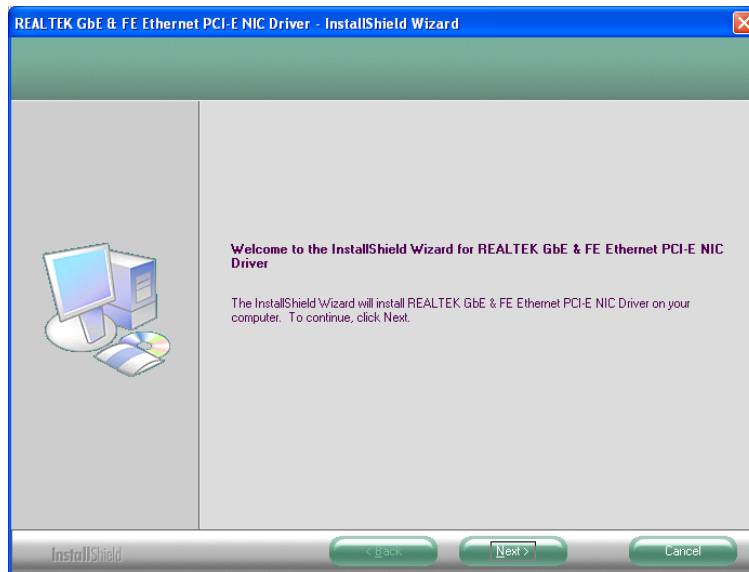 REALTEK GbE & FE Ethernet PCI-E NIC Driver - InstallShield Wizard
Welcome to the InstallShield Wizard for REALTEK GbE & FE Ethernet PCI-E NIC
Driver
The InstallShield Wizard will install REALTEK GbE & FE Ethernet PCI-E NIC Driver on your
computer. To continue, click Next.
InstallShield
< Back
Next >
Cancel